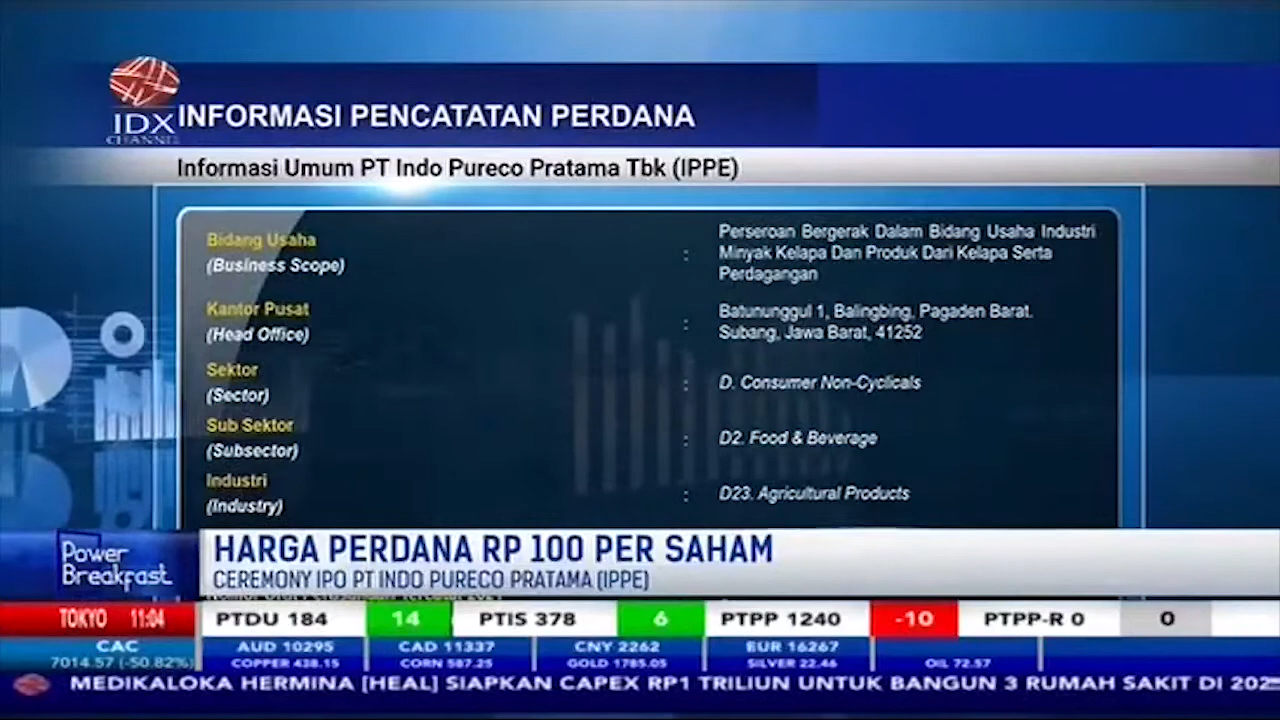 IDX
CHANNEL
INFORMASI PENCATATAN PERDANA
Informasi Umum PT Indo Pureco Pratama Tbk (IPPE)
Bidang Usaha
(Business Scope)
:
Perseroan Bergerak Dalam Bidang Usaha Industri
Minyak Kelapa Dan Produk Dari Kelapa Serta
Perdagangan
Kantor Pusat
(Head Office)
:
Batununggul 1, Balingbing, Pagaden Barat.
Subang, Jawa Barat, 41252
Sektor
(Sector)
:
D. Consumer Non-Cyclicals
Sub Sektor
(Subsector)
:
D2. Food & Beverage
Industri
(Industry)
:
D23. Agricultural Products
Power
Breakfast
HARGA PERDANA RP 100 PER SAHAM
CEREMONY IPO PT INDO PURECO PRATAMA (IPPE)
TOKYO 11:04
PTDU 184 14 PTIS 378 6 PTPP 1240 -10 PTPP-R 0 0
CAC
7014.57 (-50.82%)
AUD 10295 CAD 11337 CNY 2262 EUR 16267
COPPER 438.15 CORN 587.25 GOLD 1785.05 SILVER 22.46 OIL 72.57
MEDIKALOKA HERMINA [HEAL] SIAPKAN CAPEX RP1 TRILIUN UNTUK BANGUN 3 RUMAH SAKIT DI